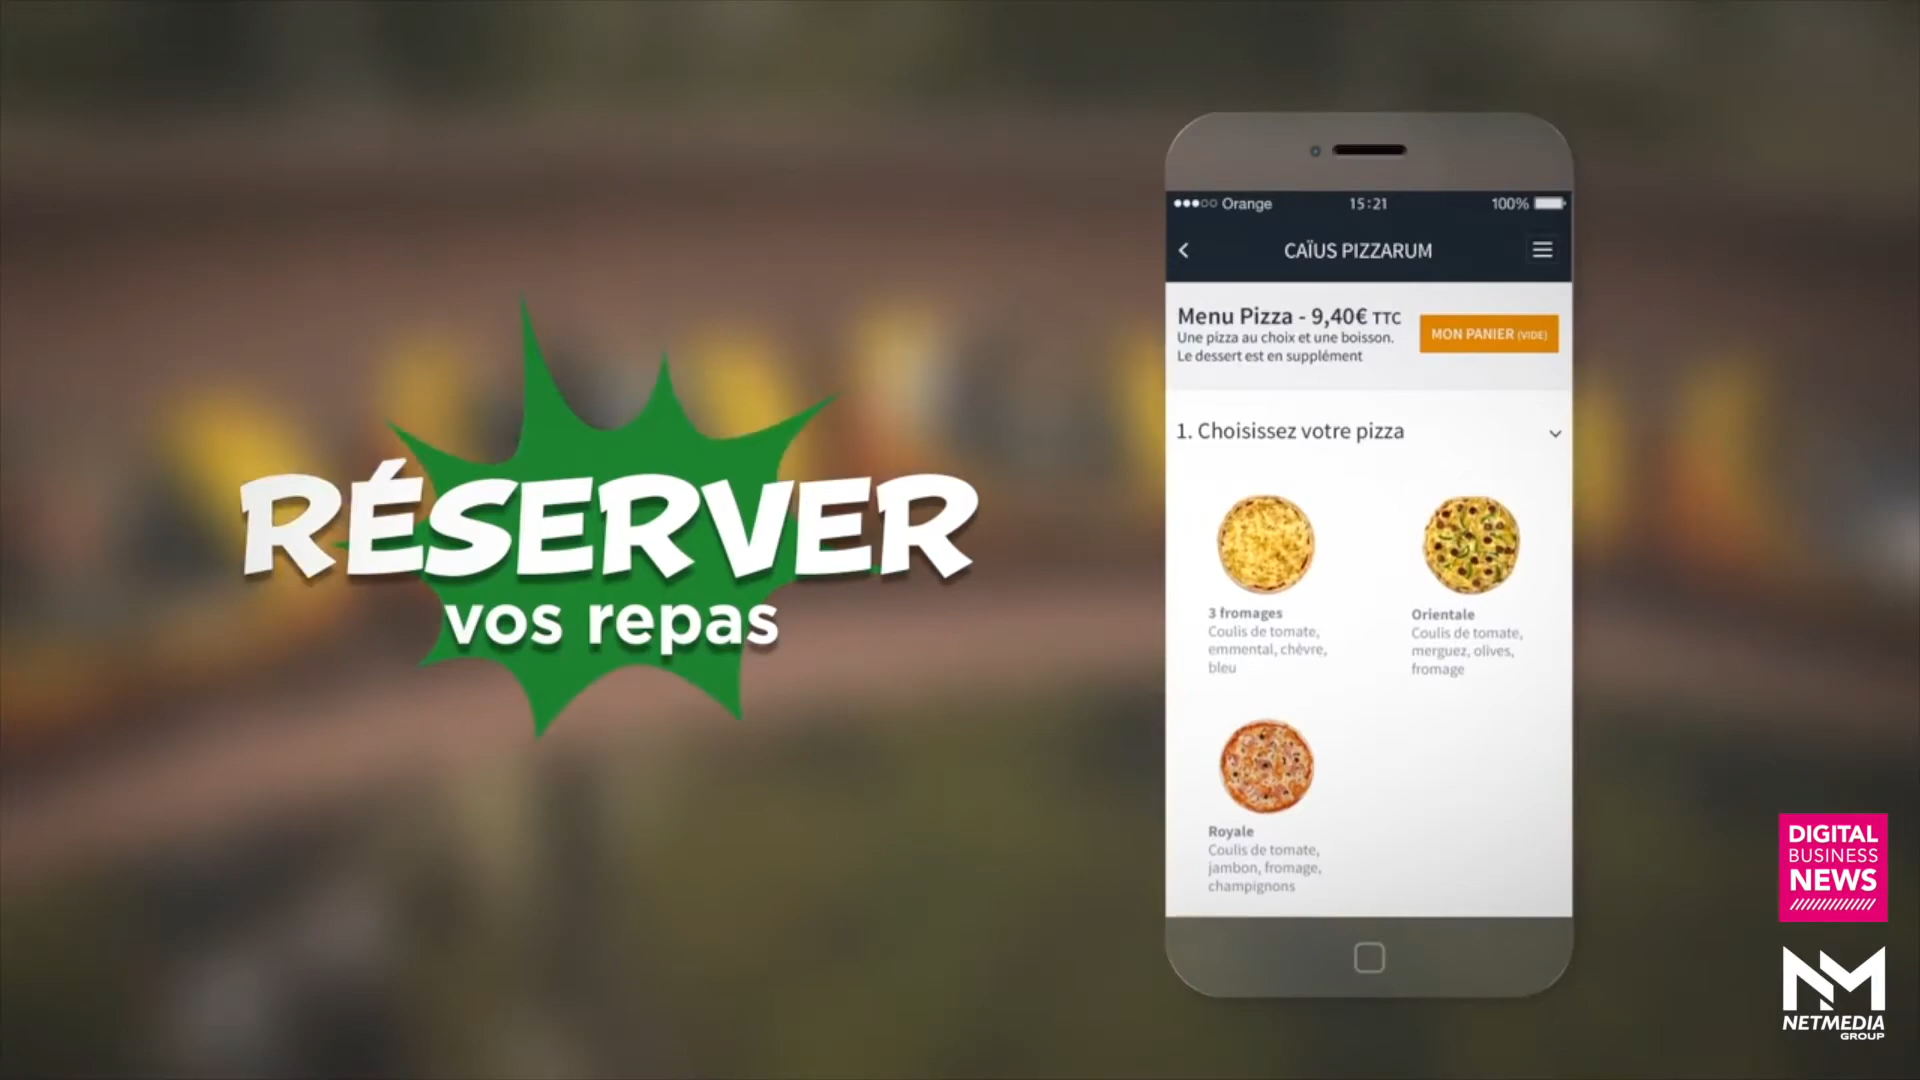 RÉSERVER
vos repas
Orange 15:21 100%
CAÏUS PIZZARUM
Menu Pizza - 9,40€ TTC
Une pizza au choix et une boisson.
Le dessert est en supplément
MON PANIER (VIDE)
1. Choisissez votre pizza
3 fromages
Coulis de tomate,
emmental, chèvre,
bleu
Orientale
Coulis de tomate,
merguez, olives,
fromage
Royale
Coulis de tomate,
jambon, fromage,
champignons
DIGITAL
BUSINESS
NEWS
NM
NETMEDIA
GROUP